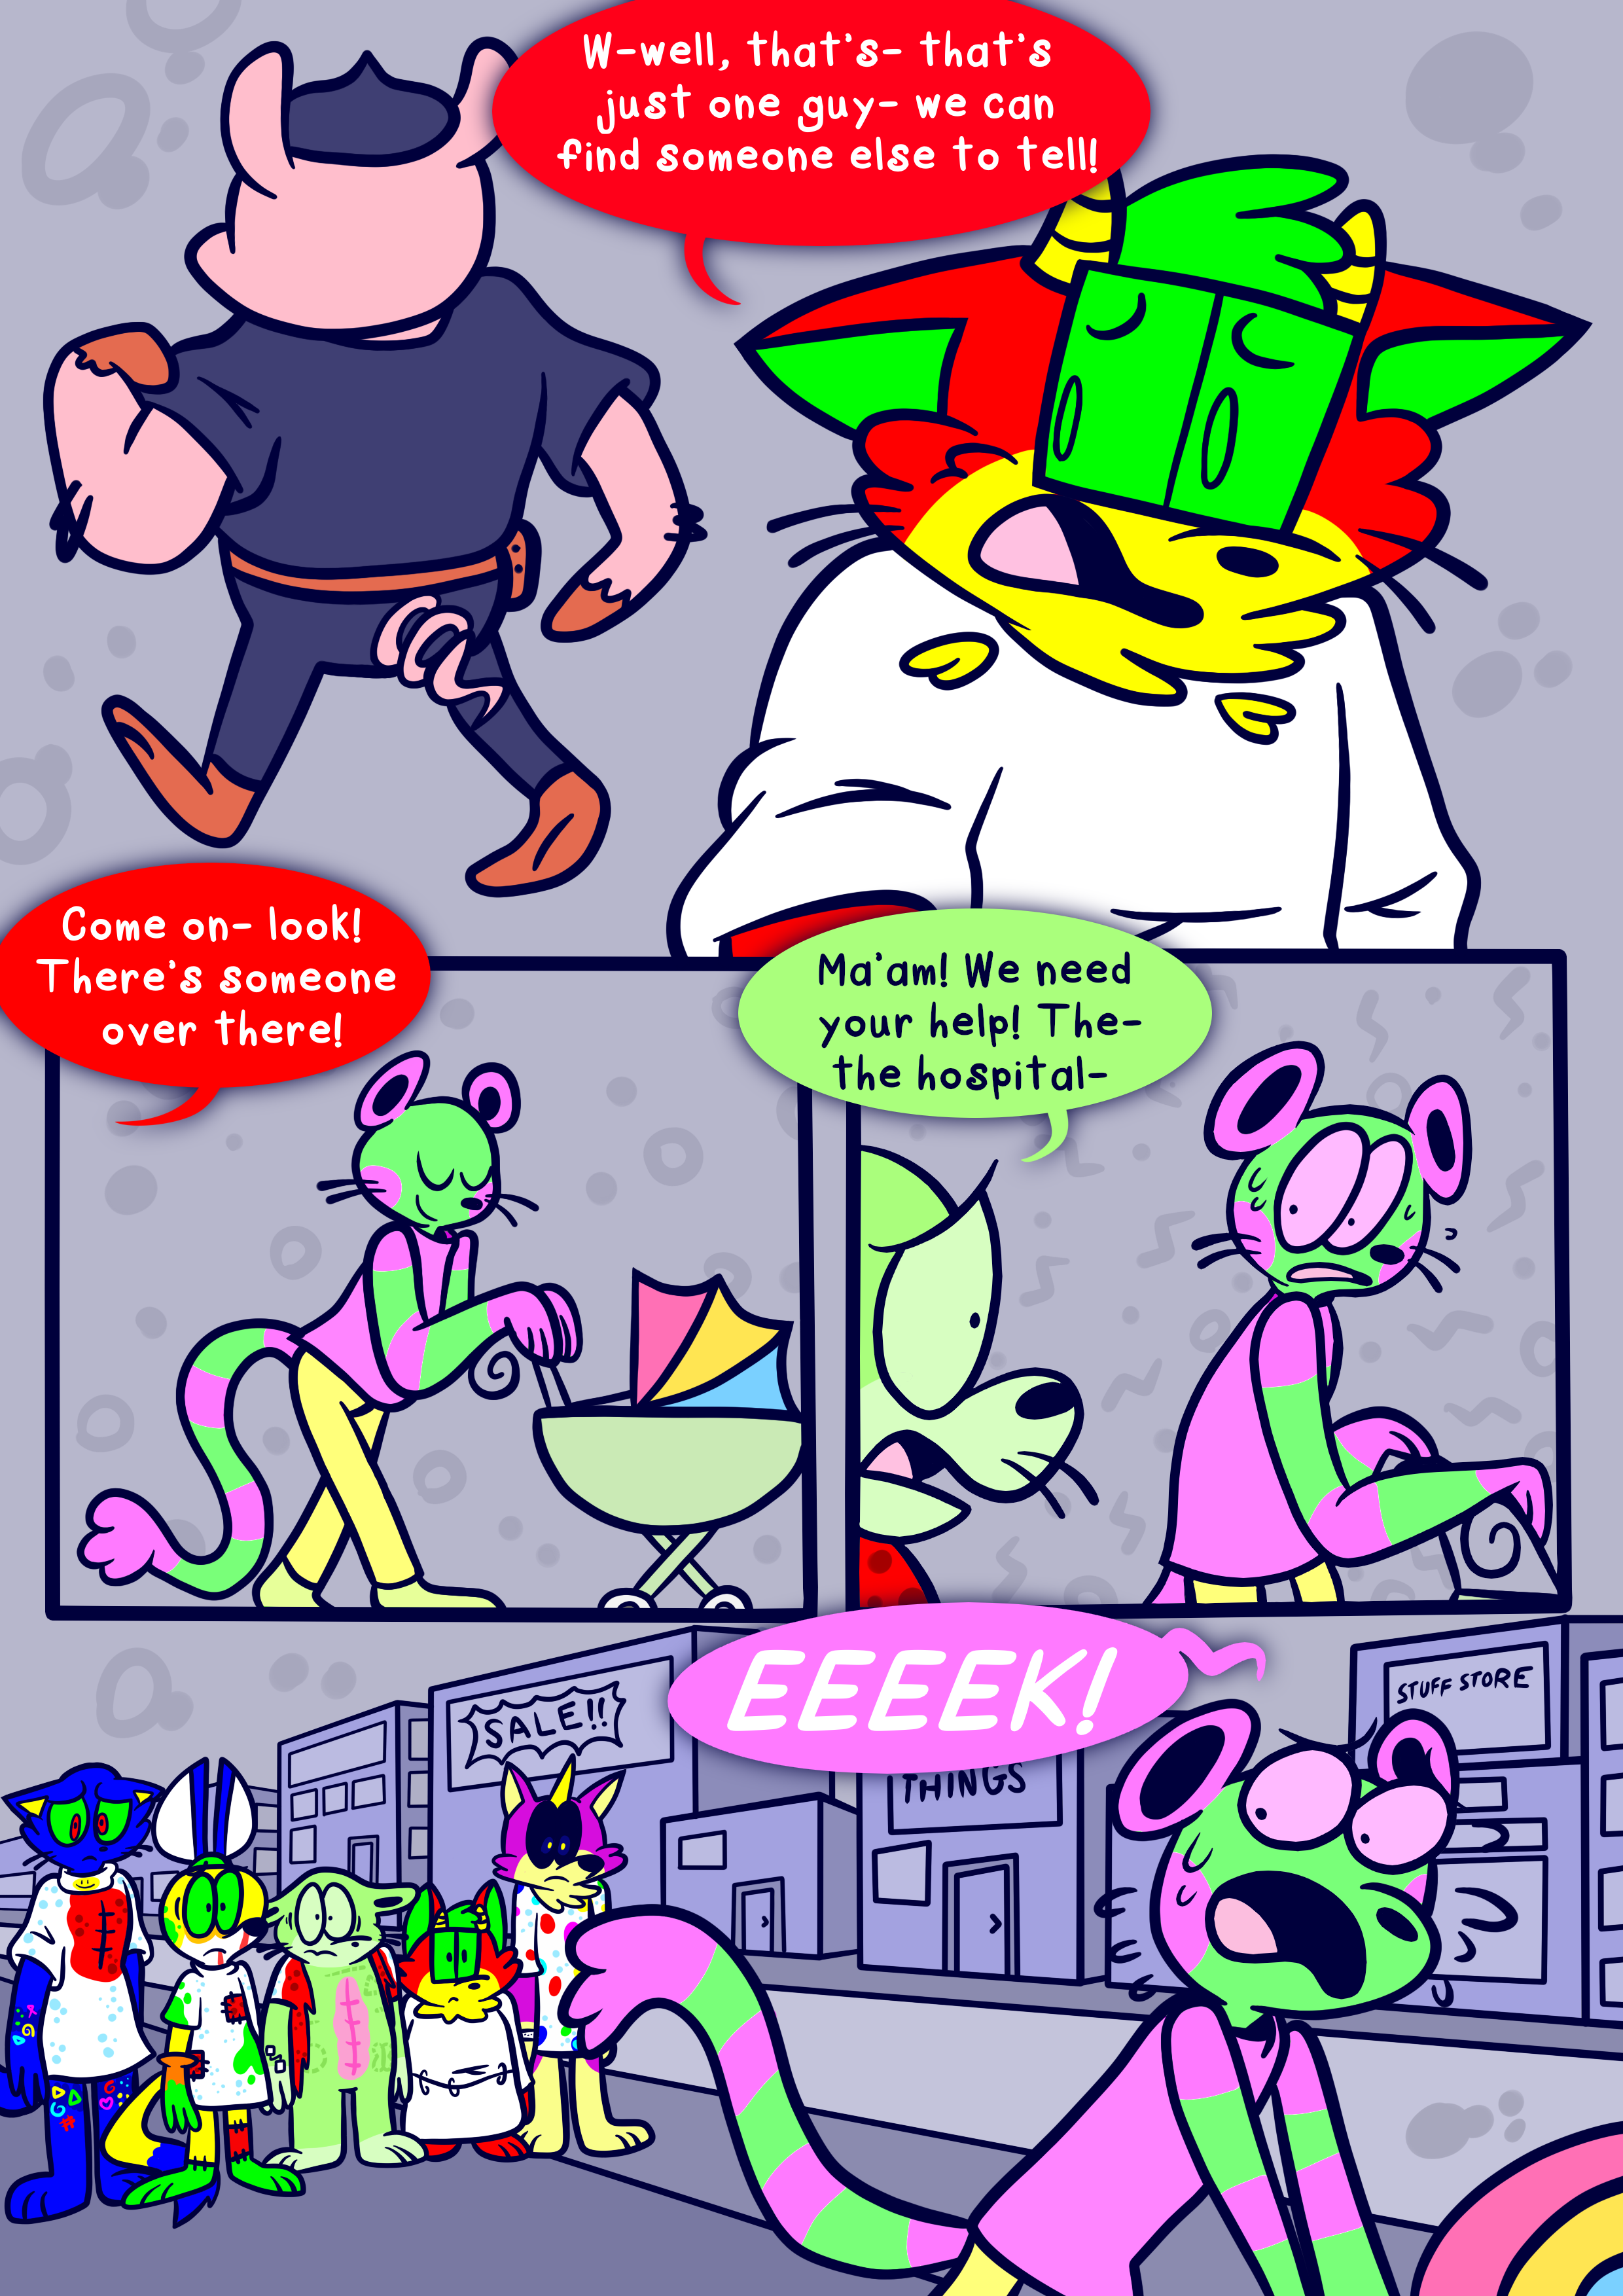 W-well, that's- that's
just one guy- we can
find someone else to tell!
Come on- look!
There's someone
over there!
Ma'am! We need
your help! The-
the hospital-
EEEEK!
SALE!!
THINGS
STUFF STORE